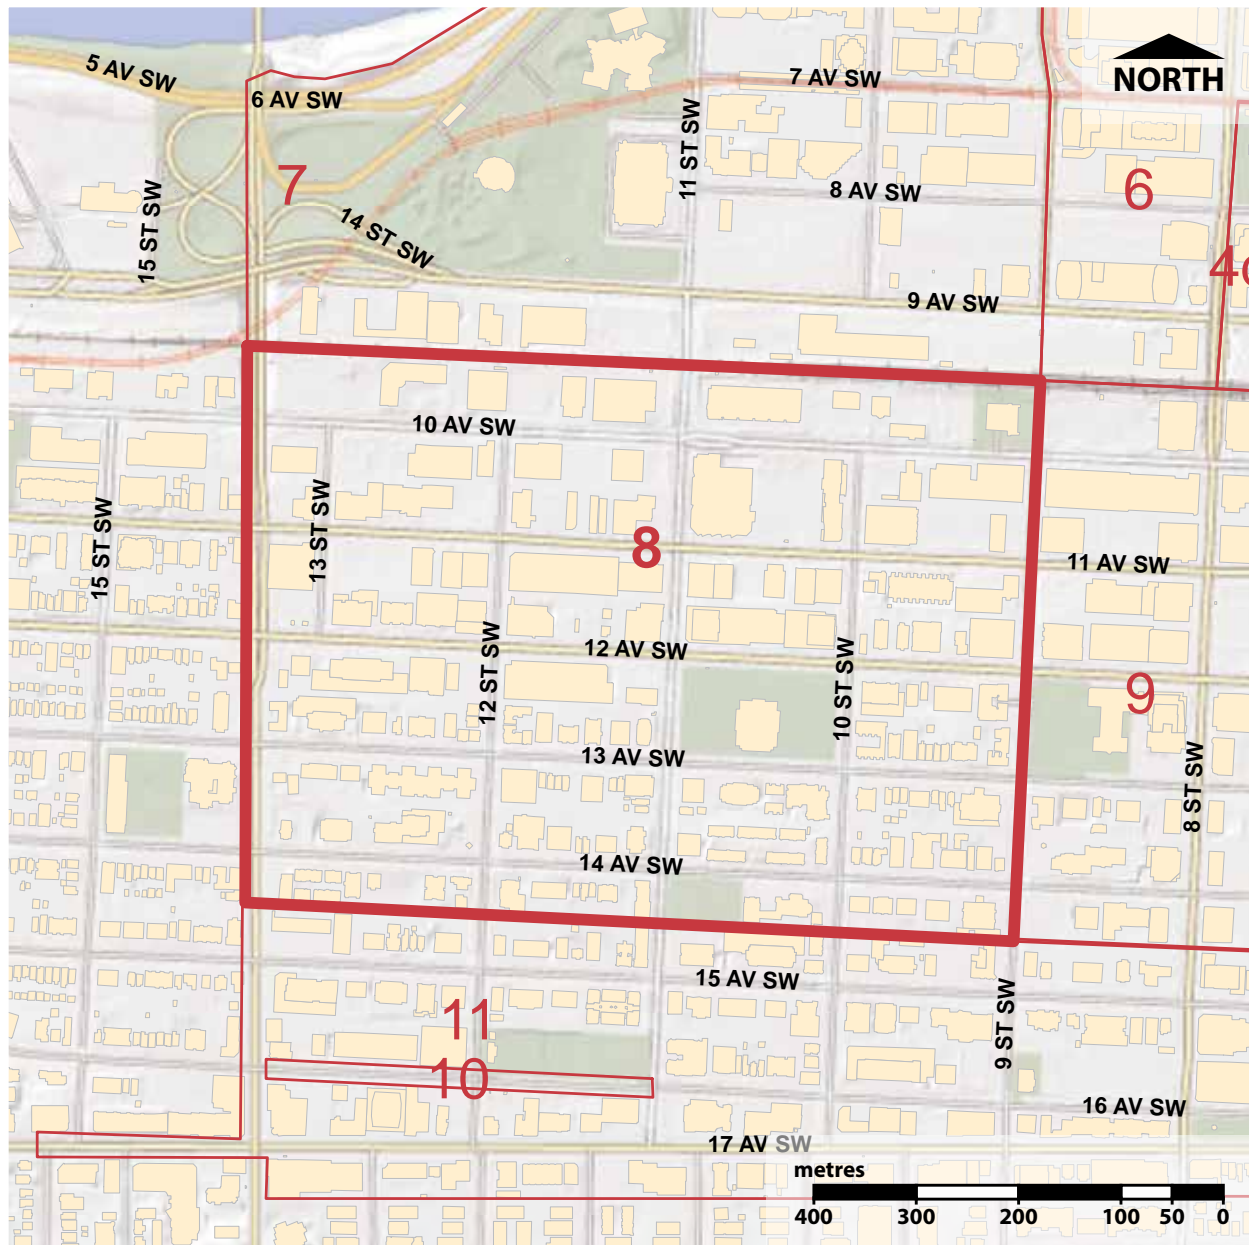 5 AV SW
6 AV SW
7 AV SW
NORTH
11 ST SW
7
15 ST SW
14 ST SW
8 AV SW
6
9 AV SW
10 AV SW
15 ST SW
13 ST SW
8
11 AV SW
12 ST SW
12 AV SW
10 ST SW
9
13 AV SW
8 ST SW
14 AV SW
15 AV SW
11
9 ST SW
10
16 AV SW
17 AV SW
metres
400 300 200 100 50 0